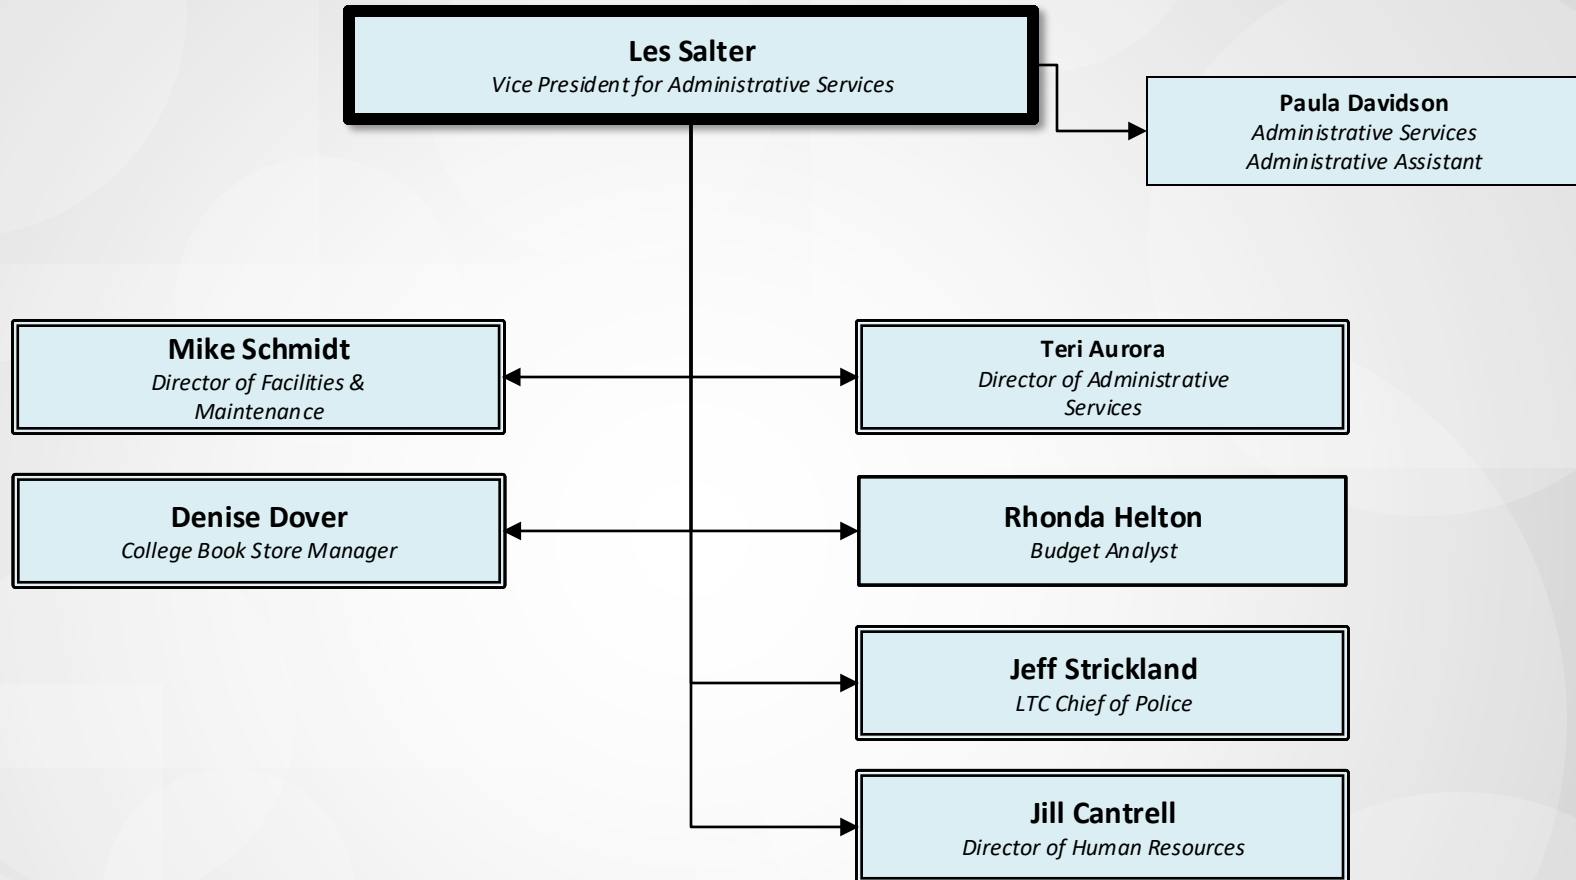 Les Salter
Vice President for Administrative Services
Paula Davidson
Administrative Services
Administrative Assistant
Mike Schmidt
Director of Facilities &
Maintenance
Teri Aurora
Director of Administrative
Services
Denise Dover
College Book Store Manager
Rhonda Helton
Budget Analyst
Jeff Strickland
LTC Chief of Police
Jill Cantrell
Director of Human Resources